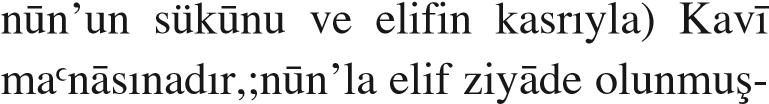 nūn’un sükūnu ve elifin kasrıyla) Kavī
maᶜnāsınadır,;nūn’la elif ziyāde olunmuş-